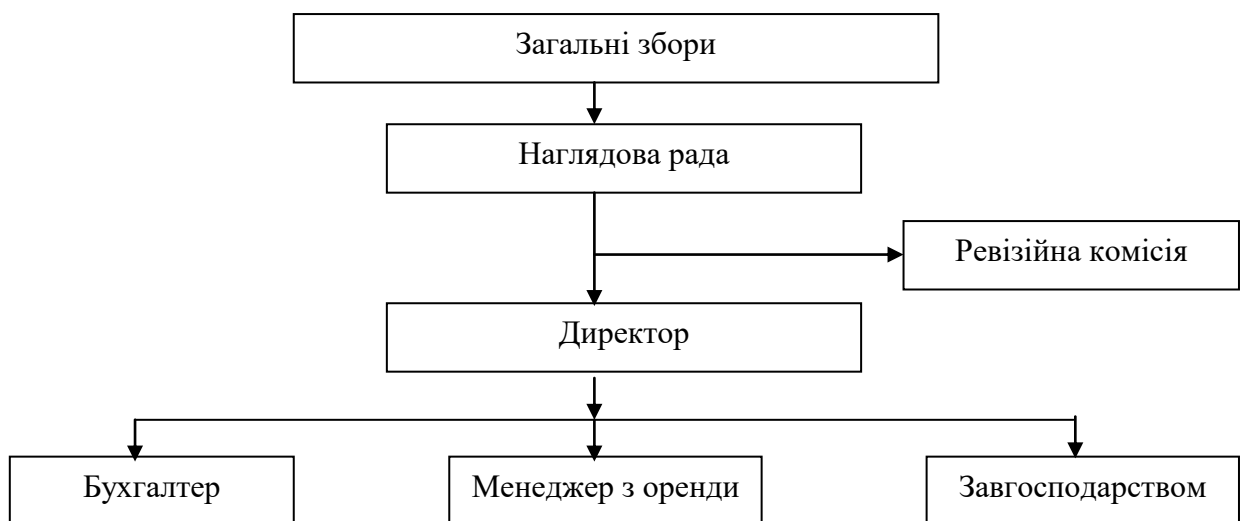 Загальні збори
Наглядова рада
Ревізійна комісія
Директор
Бухгалтер
Менеджер з оренди
Завгосподарством